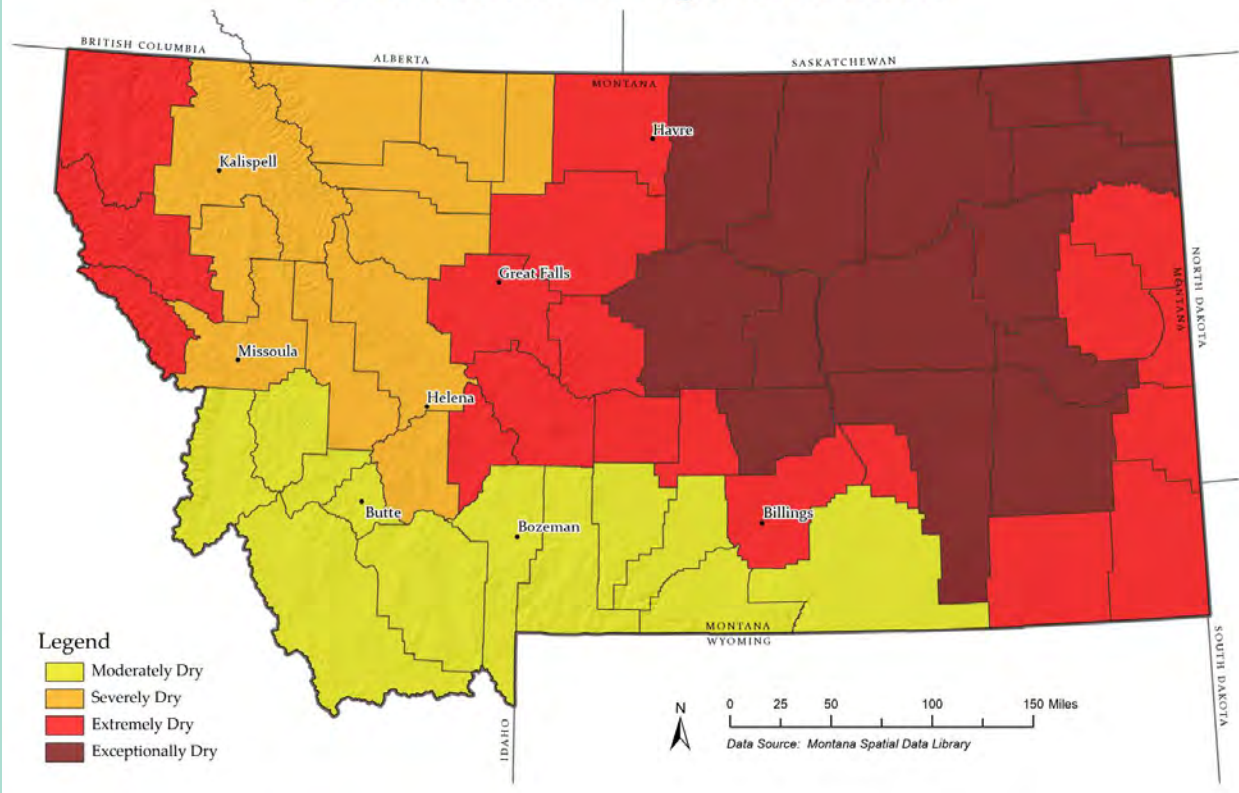 BRITISH COLUMBIA
ALBERTA
SASKATCHEWAN
MONTANA
Havre
Kalispell
Great Falls
NORTH DAKOTA
MONTANA
Missoula
Helena
Butte
Bozeman
Billings
MONTANA
WYOMING
SOUTH DAKOTA
IDAHO
Legend
Moderately Dry
Severely Dry
Extremely Dry
Exceptionally Dry
N
0 25 50 100 150 Miles
Data Source: Montana Spatial Data Library